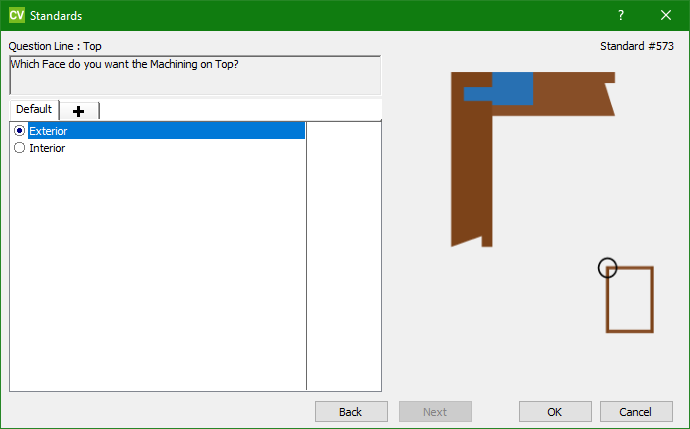 CV Standards ?
Question Line : Top Standard #573
Which Face do you want the Machining on Top?
Default
Exterior
Interior
Back Next OK Cancel